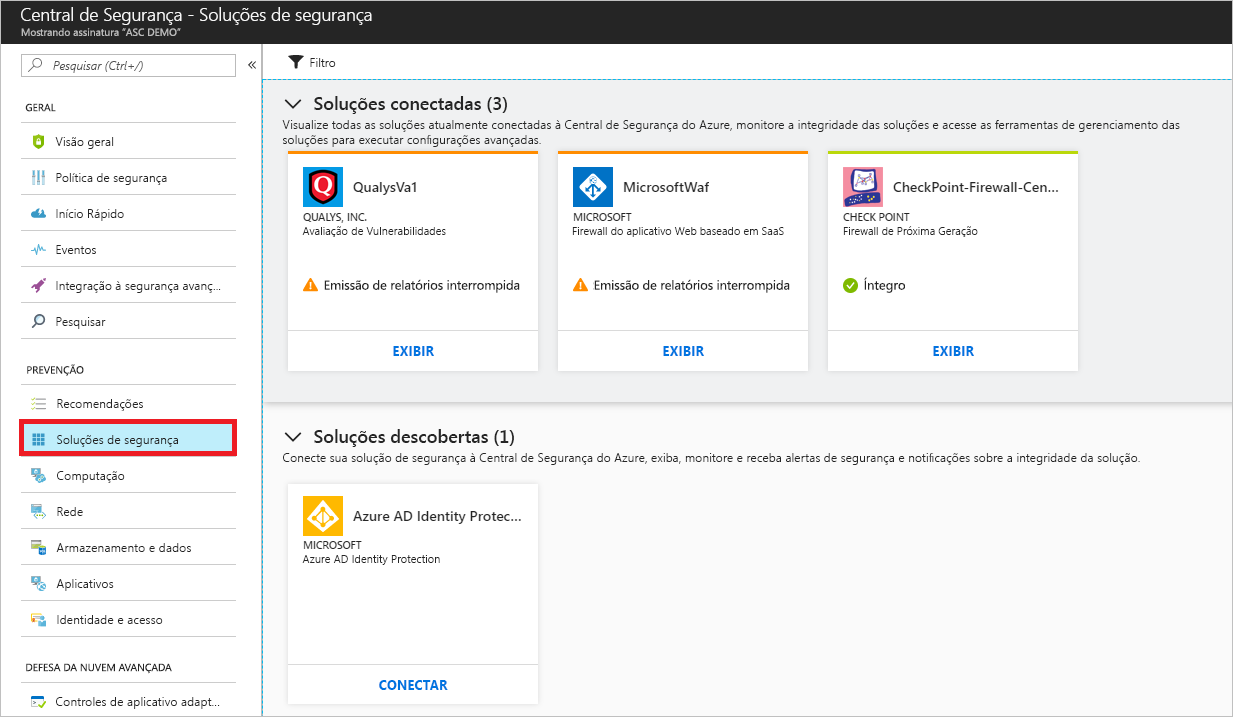 Central de Segurança - Soluções de segurança
Mostrando assinatura “ASC DEMO”
Pesquisar (Ctrl+/)
«
GERAL
Visão geral
Política de segurança
Início Rápido
Eventos
Integração à segurança avanç...
Pesquisar
PREVENÇÃO
Recomendações
Soluções de segurança
Computação
Rede
Armazenamento e dados
Aplicativos
Identidade e acesso
DEFESA DA NUVEM AVANÇADA
Controles de aplicativo adapt...
Filtro
Soluções conectadas (3)
Visualize todas as soluções atualmente conectadas à Central de Segurança do Azure, monitore a integridade das soluções e acesse as ferramentas de gerenciamento das
soluções para executar configurações avançadas.
QualysVa1
QUALYS, INC.
Avaliação de Vulnerabilidades
Emissão de relatórios interrompida
EXIBIR
MicrosoftWaf
MICROSOFT
Firewall do aplicativo Web baseado em SaaS
Emissão de relatórios interrompida
EXIBIR
CheckPoint-Firewall-Cen...
CHECK POINT
Firewall de Próxima Geração
Íntegro
EXIBIR
Soluções descobertas (1)
Conecte sua solução de segurança à Central de Segurança do Azure, exiba, monitore e receba alertas de segurança e notificações sobre a integridade da solução.
Azure AD Identity Protec...
MICROSOFT
Azure AD Identity Protection
CONECTAR